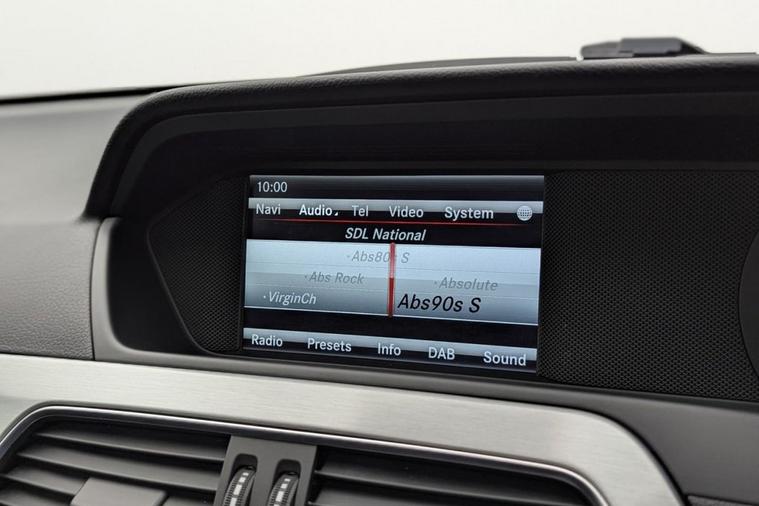 10:00
Navi Audio Tel Video System
SDL National
·Abs80s S
·Abs Rock ·Absolute
·VirginCh Abs90s S
Radio Presets Info DAB Sound